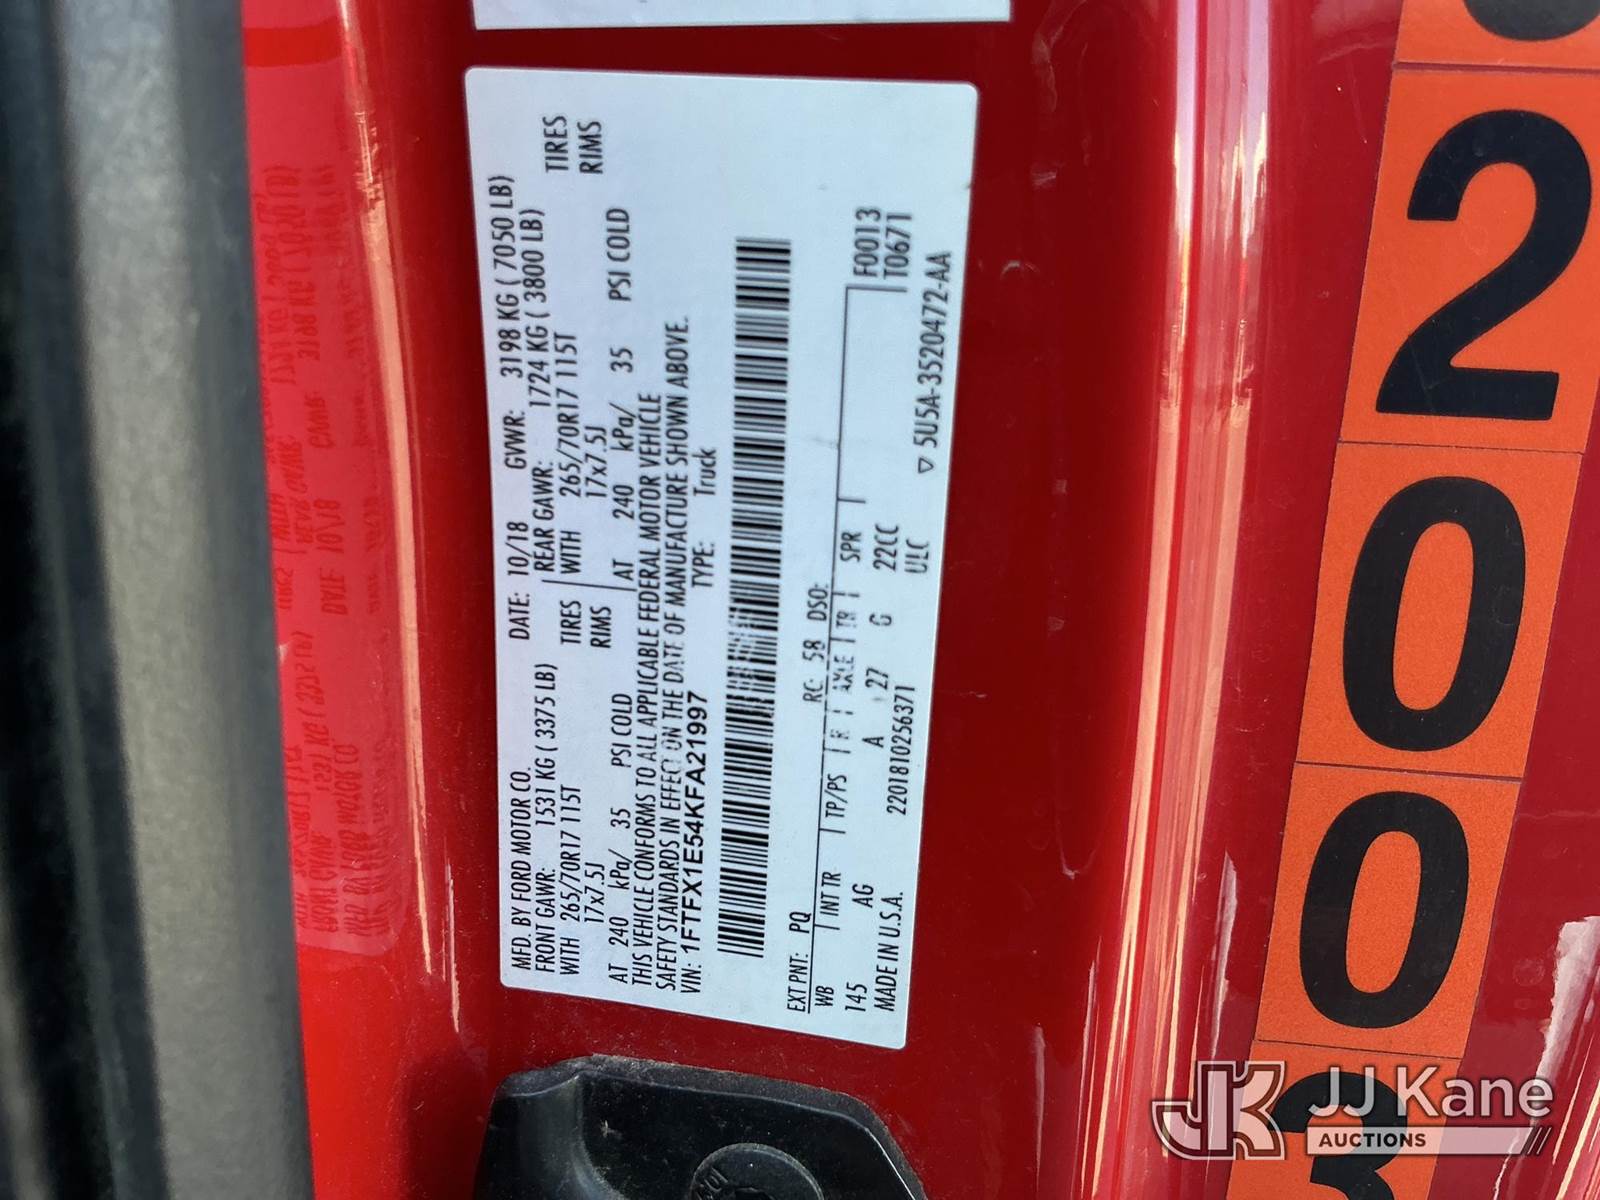 MFD. BY FORD MOTOR CO.
DATE: 10/18 GVWR: 3198 KG ( 7050 LB)
FRONT GAWR: 1531 KG ( 3375 LB) REAR GAWR: 1724 KG ( 3800 LB)
WITH 265/70R17 115T TIRES WITH 265/70R17 115T TIRES
17x7.5J RIMS 17x7.5J RIMS
AT 240 kPa/ 35 PSI COLD AT 240 kPa/ 35 PSI COLD
THIS VEHICLE CONFORMS TO ALL APPLICABLE FEDERAL MOTOR VEHICLE
SAFETY STANDARDS IN EFFECT ON THE DATE OF MANUFACTURE SHOWN ABOVE.
VIN: 1FTFX1E54KFA21997 TYPE: Truck
EXT PNT: PQ RC: 58 DSO:
WB INT TR TP/PS R AXLE TR SPR F0013
145 AG A 27 G 22CC T0671
MADE IN U.S.A. 220181025 6371 ULC ▽ 5U5A-3520472-AA
2
0
0
3
JJ Kane
AUCTIONS